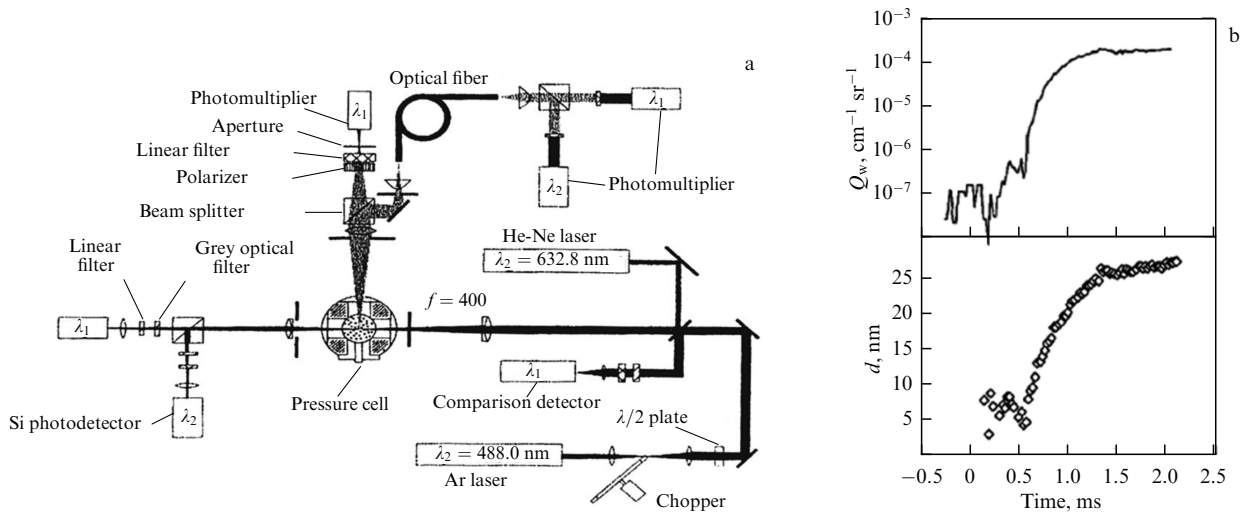 a
Optical fiber
Photomultiplier
λ₁
Aperture
Linear filter
Polarizer
Beam splitter
λ₁
λ₂
Photomultiplier
Linear
filter
Grey optical
filter
He-Ne laser
λ₂ = 632.8 nm
f = 400
λ₁
Pressure cell
λ₁
Comparison detector
Si photodetector
λ₂
λ/2 plate
λ₂ = 488.0 nm
Ar laser
Chopper
b
10⁻³
10⁻⁴
10⁻⁵
10⁻⁶
10⁻⁷
Q_w, cm⁻¹ sr⁻¹
25
20
15
10
5
d, nm
−0.5
0
0.5
1.0
1.5
2.0
2.5
Time, ms